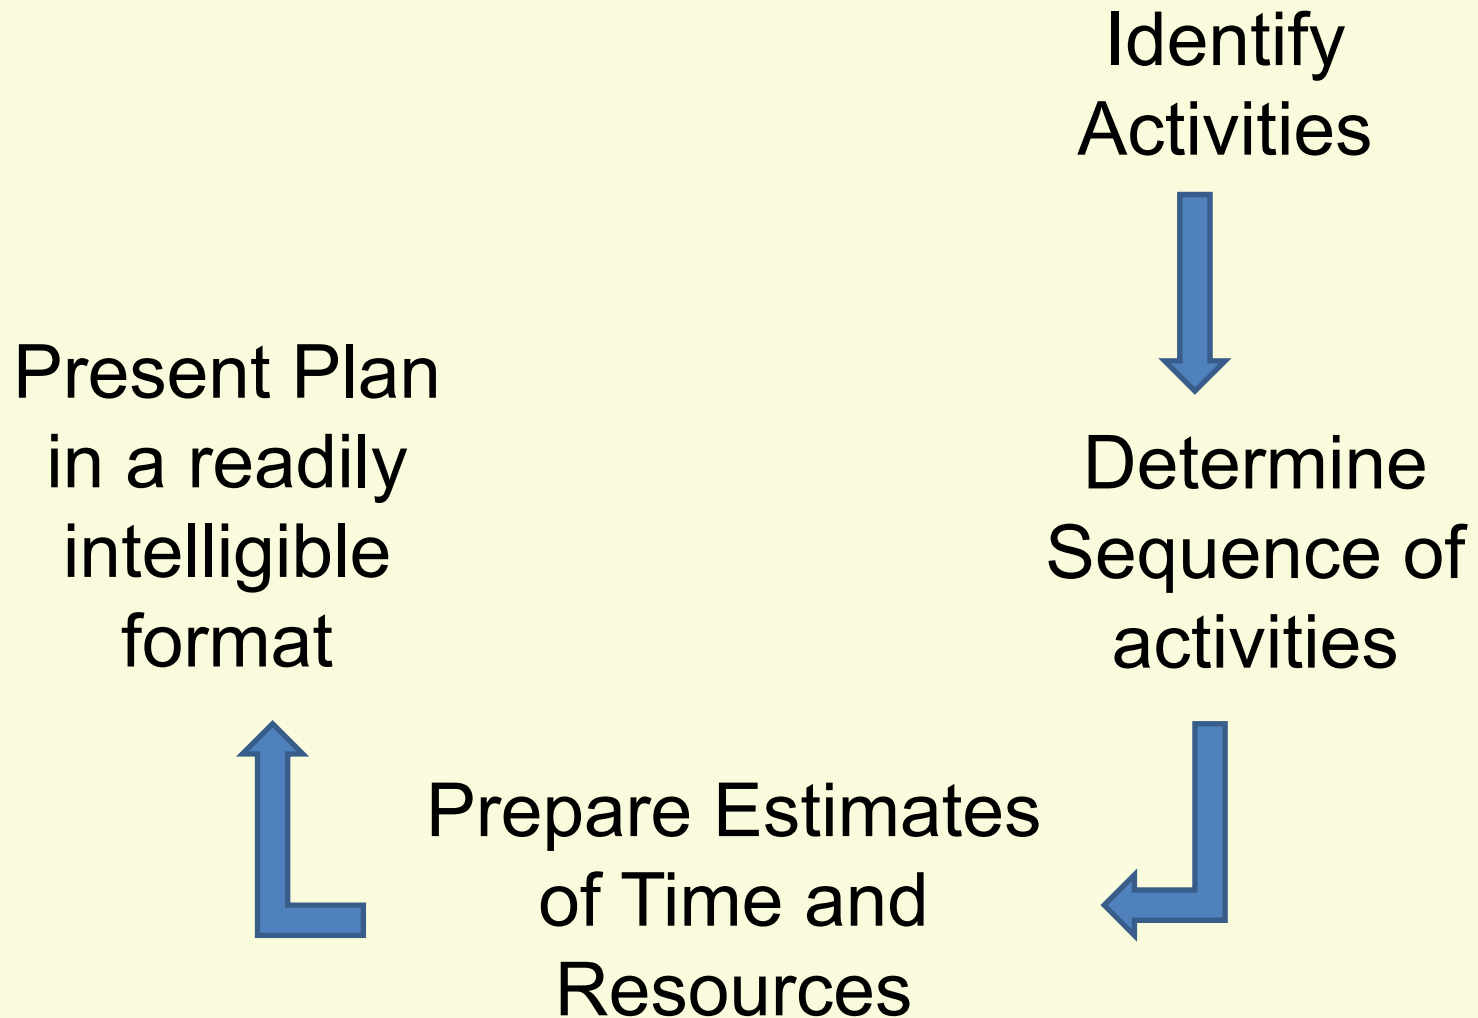 Identify
Activities
Determine
Sequence of
activities
Prepare Estimates
of Time and
Resources
Present Plan
in a readily
intelligible
format